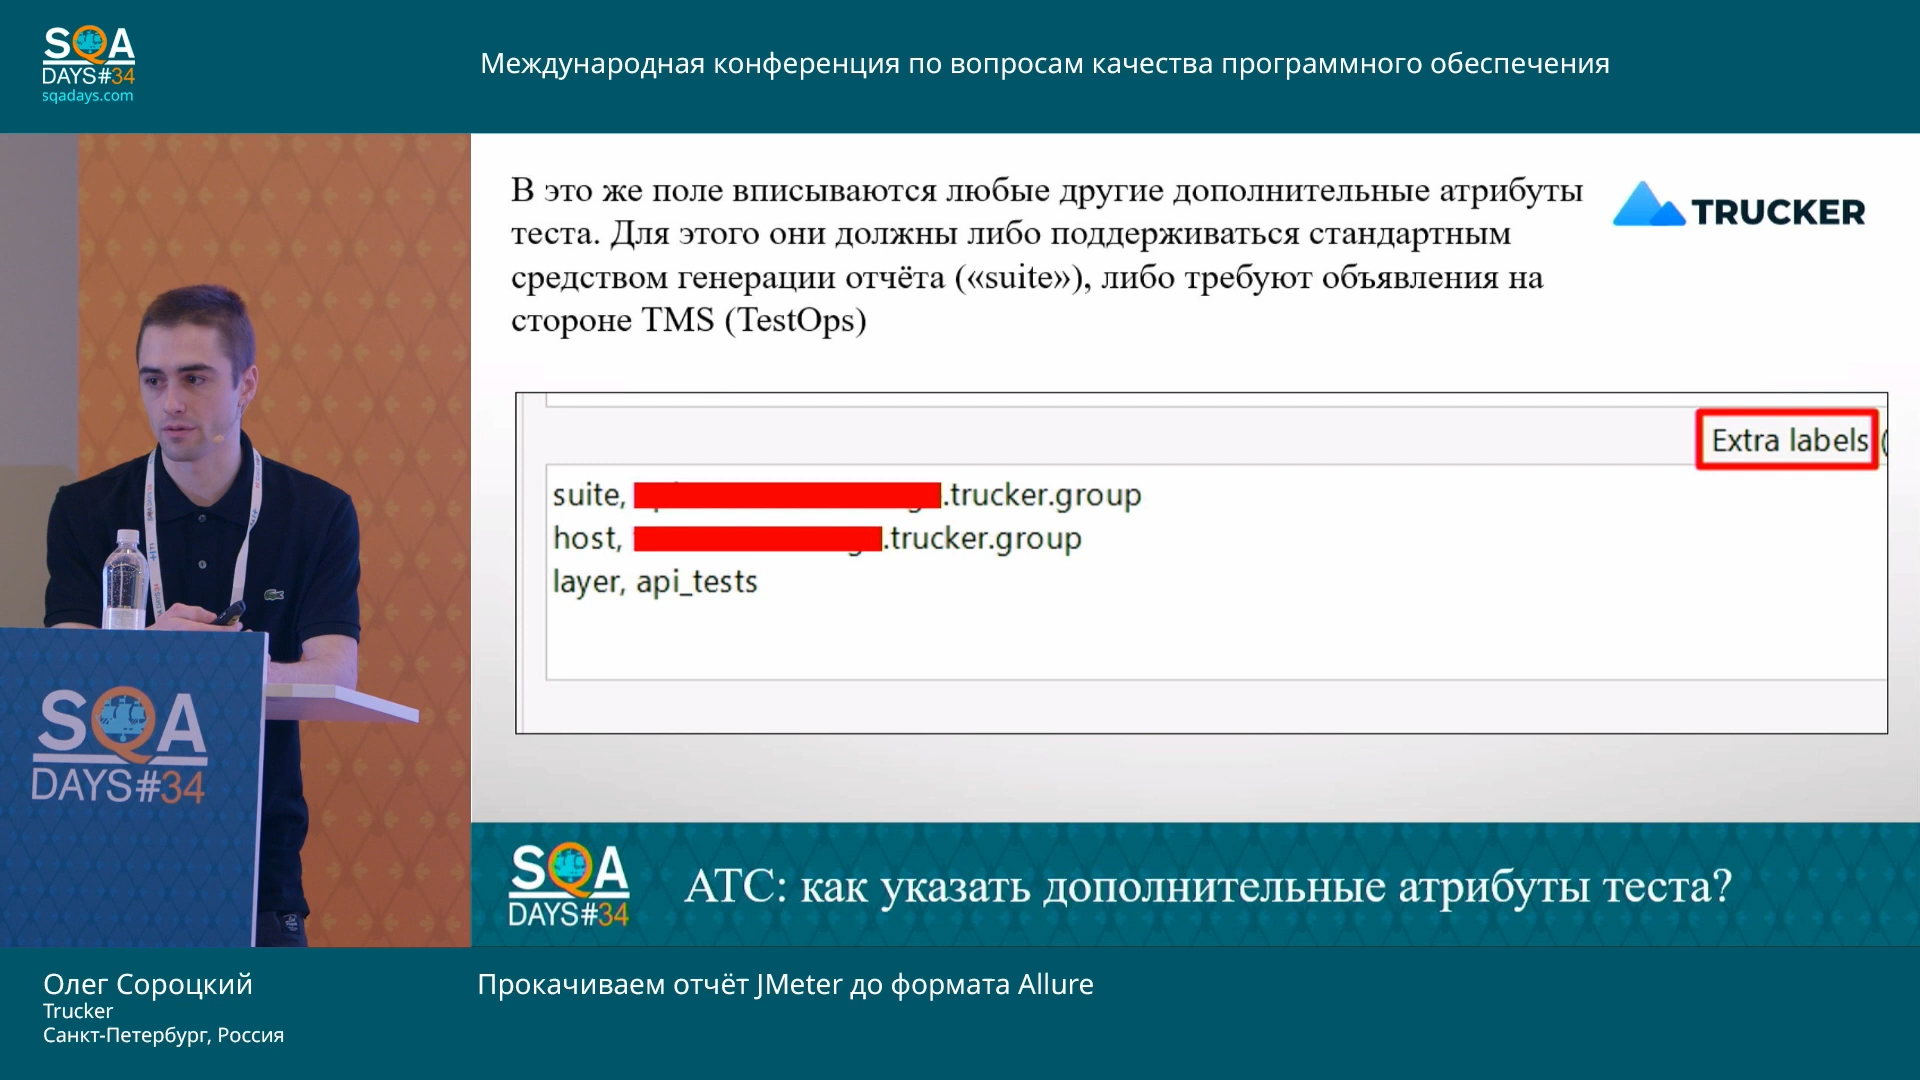 SQA
DAYS#34
sqadays.com
Международная конференция по вопросам качества программного обеспечения
В это же поле вписываются любые другие дополнительные атрибуты
теста. Для этого они должны либо поддерживаться стандартным
средством генерации отчёта («suite»), либо требуют объявления на
стороне TMS (TestOps)
TRUCKER
Extra labels (
suite, .trucker.group
host, .trucker.group
layer, api_tests
SQA
DAYS#34
SQA
DAYS#34
АТС: как указать дополнительные атрибуты теста?
Олег Сороцкий
Trucker
Санкт-Петербург, Россия
Прокачиваем отчёт JMeter до формата Allure